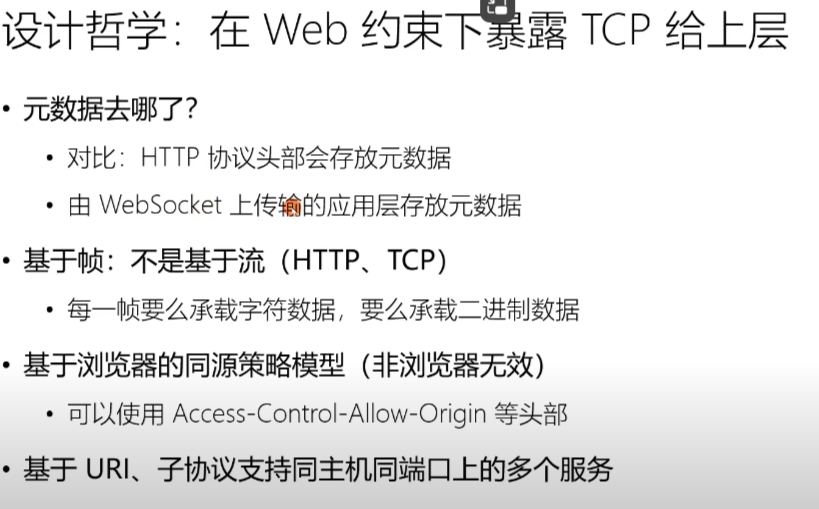 设计哲学：在 Web 约束下暴露 TCP 给上层
• 元数据去哪了？
• 对比：HTTP 协议头部会存放元数据
• 由 WebSocket 上传输的应用层存放元数据
• 基于帧：不是基于流（HTTP、TCP）
• 每一帧要么承载字符数据，要么承载二进制数据
• 基于浏览器的同源策略模型（非浏览器无效）
• 可以使用 Access-Control-Allow-Origin 等头部
• 基于 URI、子协议支持同主机同端口上的多个服务